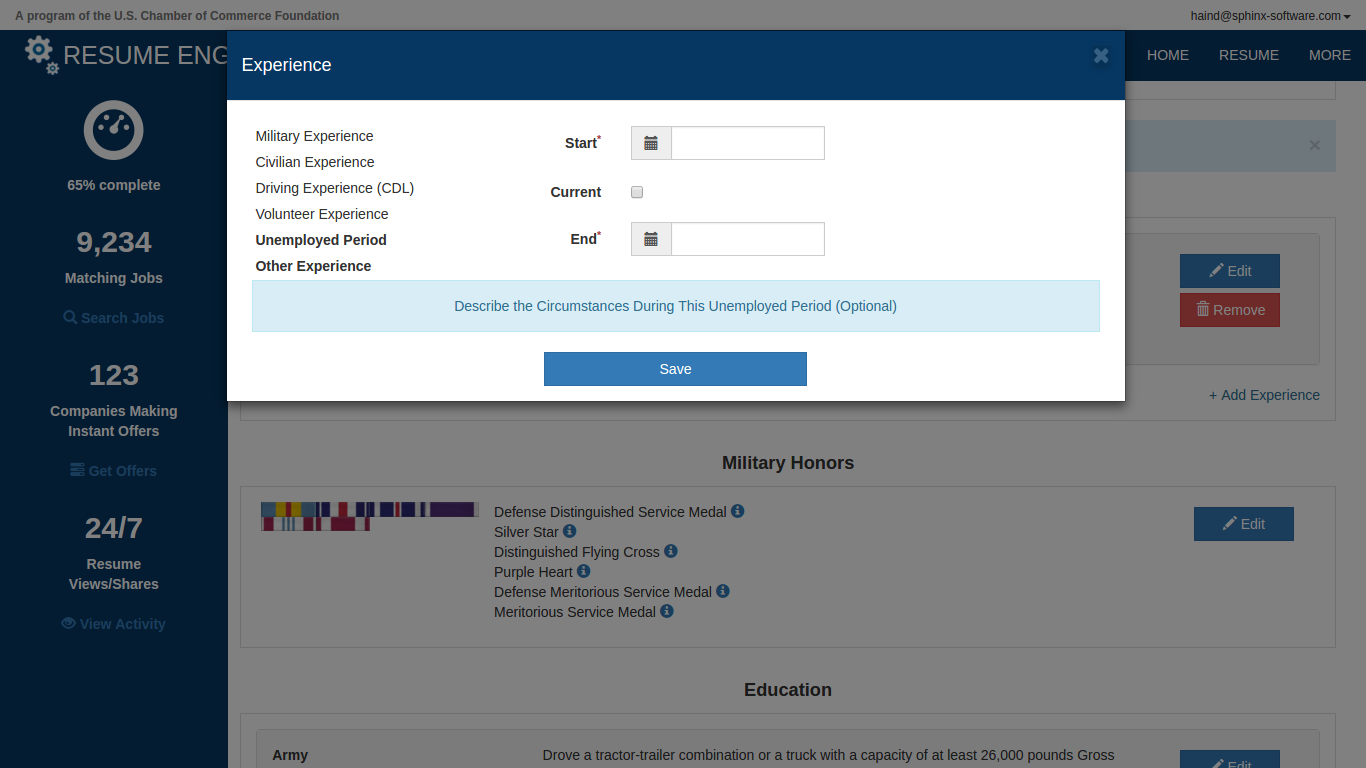 A program of the U.S. Chamber of Commerce Foundation
haind@sphinx-software.com
RESUME ENG
HOME
RESUME
MORE
Experience
65% complete
9,234
Matching Jobs
Search Jobs
123
Companies Making
Instant Offers
Get Offers
24/7
Resume
Views/Shares
View Activity
Military Experience
Civilian Experience
Driving Experience (CDL)
Volunteer Experience
Unemployed Period
Other Experience
Start*
Current
End*
Describe the Circumstances During This Unemployed Period (Optional)
Save
Edit
Remove
+ Add Experience
Military Honors
Defense Distinguished Service Medal
Silver Star
Distinguished Flying Cross
Purple Heart
Defense Meritorious Service Medal
Meritorious Service Medal
Edit
Education
Army
Drove a tractor-trailer combination or a truck with a capacity of at least 26,000 pounds Gross
Edit